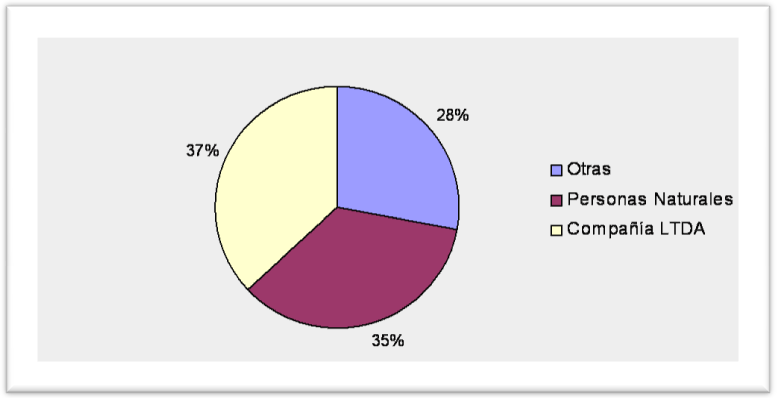 28%
37%
Otras
Personas Naturales
Compañía LTDA
35%